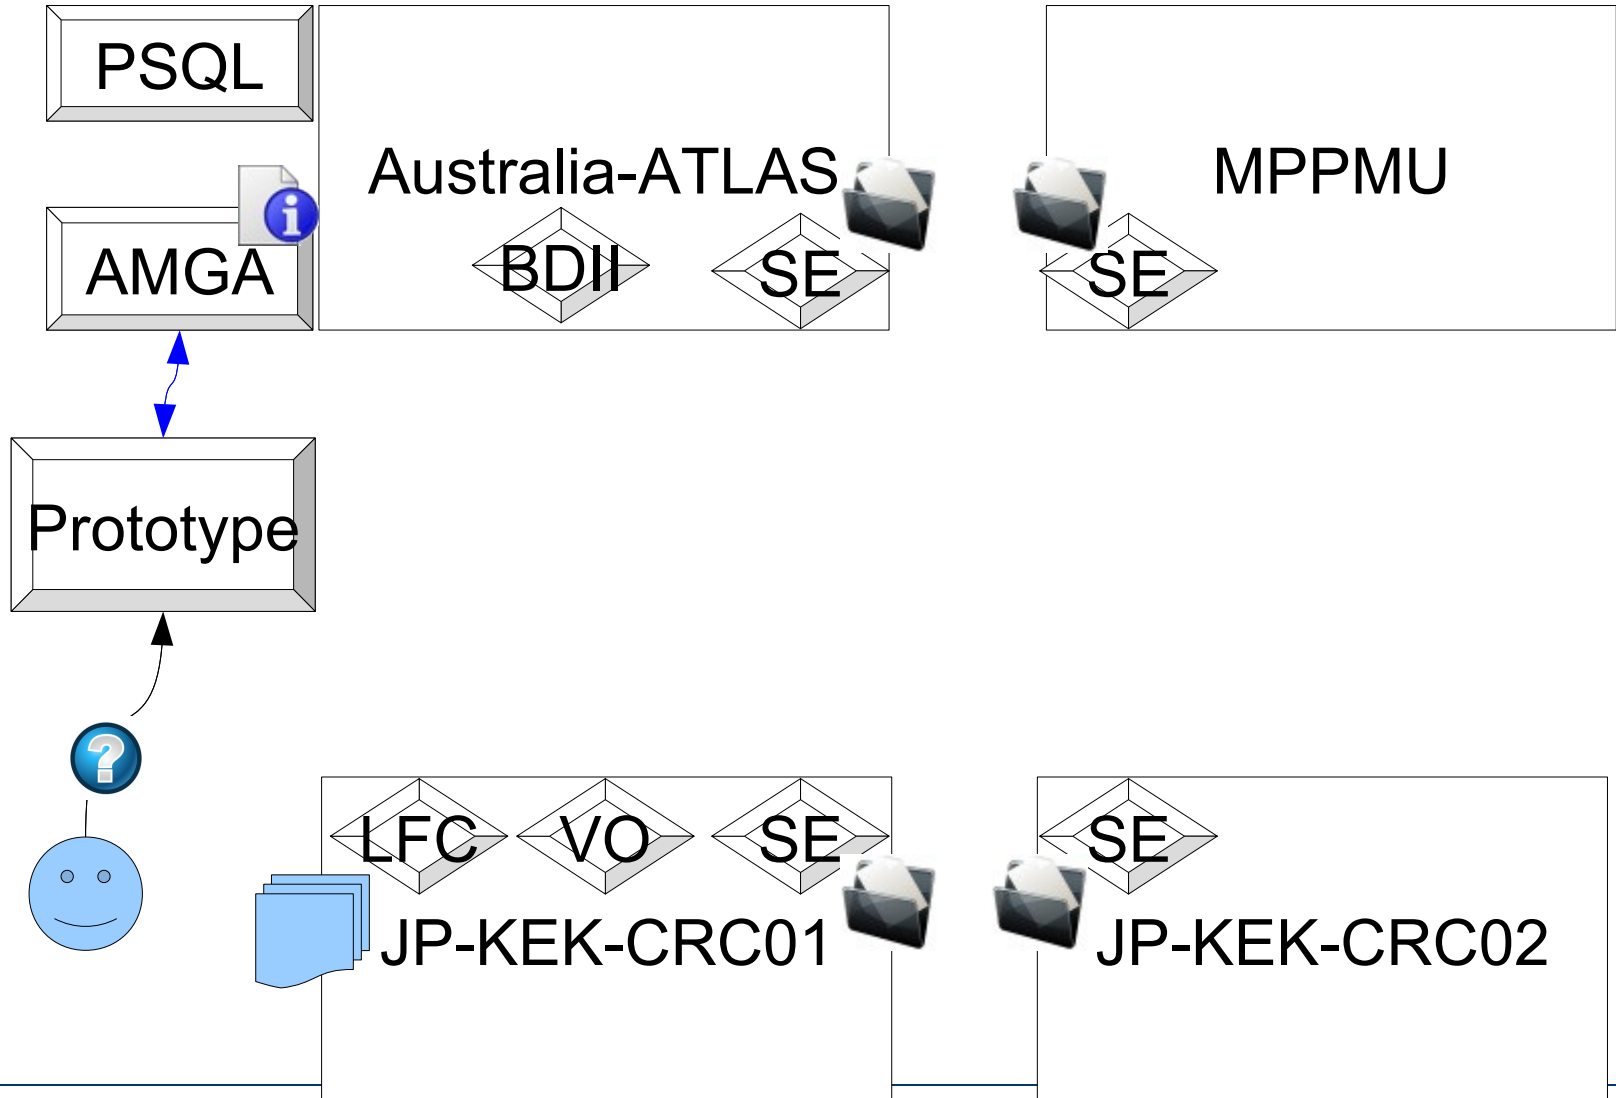 PSQL
Australia-ATLAS
MPPMU
AMGA
BDII
SE
SE
Prototype
?
LFC
VO
SE
SE
JP-KEK-CRC01
JP-KEK-CRC02